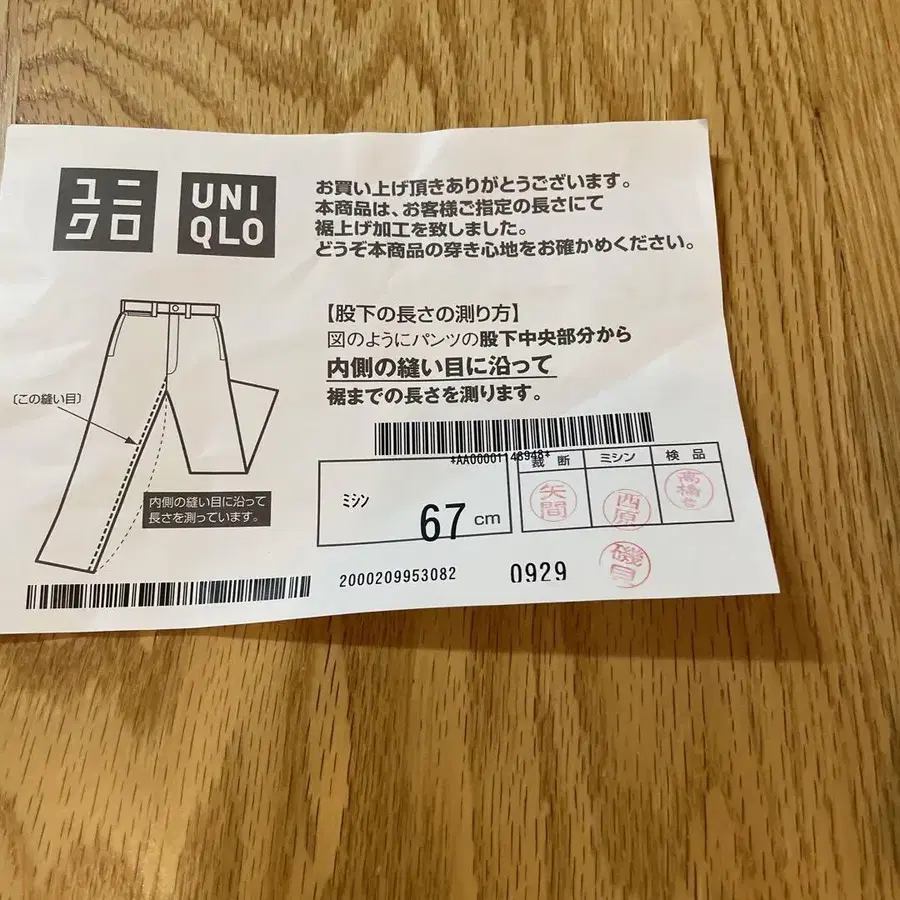 ユニ
クロ
UNI
QLO
お買い上げ頂きありがとうございます。
本商品は、お客様ご指定の長さにて
裾上げ加工を致しました。
どうぞ本商品の穿き心地をお確かめください。
【股下の長さの測り方】
図のようにパンツの股下中央部分から
内側の縫い目に沿って
裾までの長さを測ります。
〔この縫い目〕
内側の縫い目に沿って
長さを測っています。
*AA00001148948*
裁断 ミシン 検品
ミシン
67 cm
矢間 西原 高橋
磯貝
2000209953082 0929